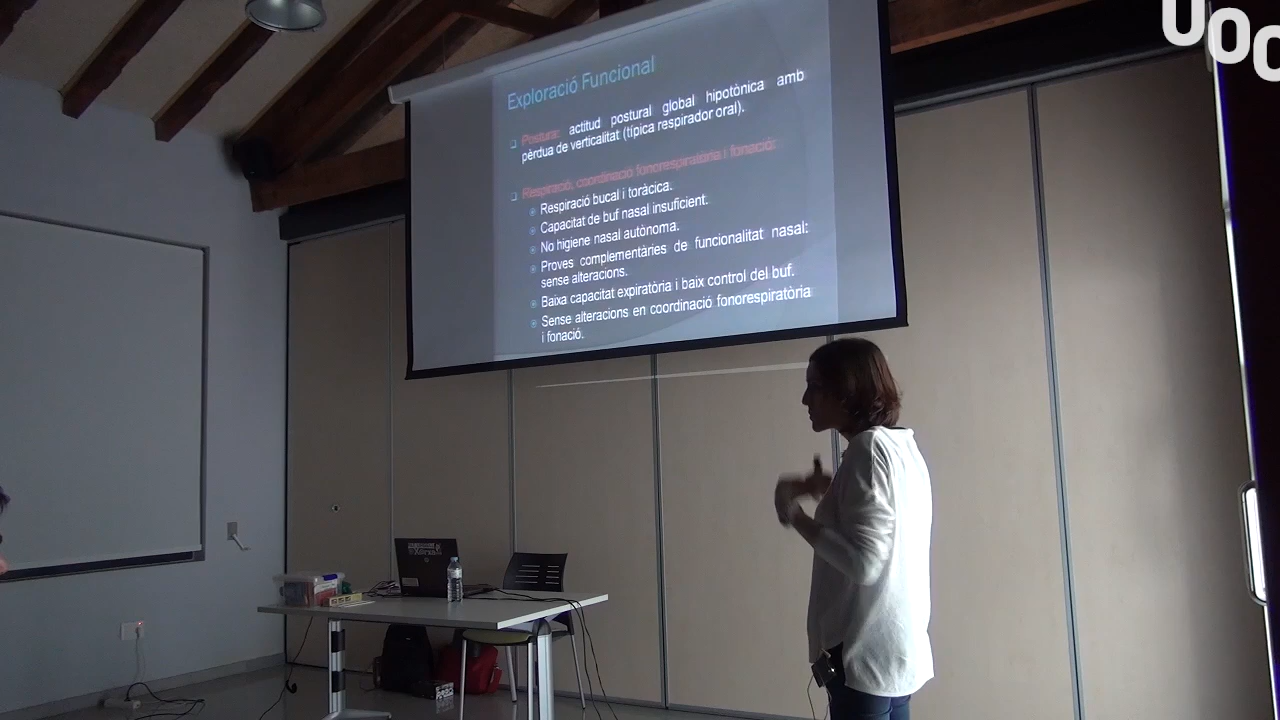 UOC
Exploració Funcional
Postura: actitud postural global hipotònica amb
pèrdua de verticalitat (típica respirador oral).
Respiració, coordinació fonorespiratòria i fonació:
Respiració bucal i toràcica.
Capacitat de buf nasal insuficient.
No higiene nasal autònoma.
Proves complementàries de funcionalitat nasal:
sense alteracions.
Baixa capacitat expiratòria i baix control del buf.
Sense alteracions en coordinació fonorespiratòria
i fonació.